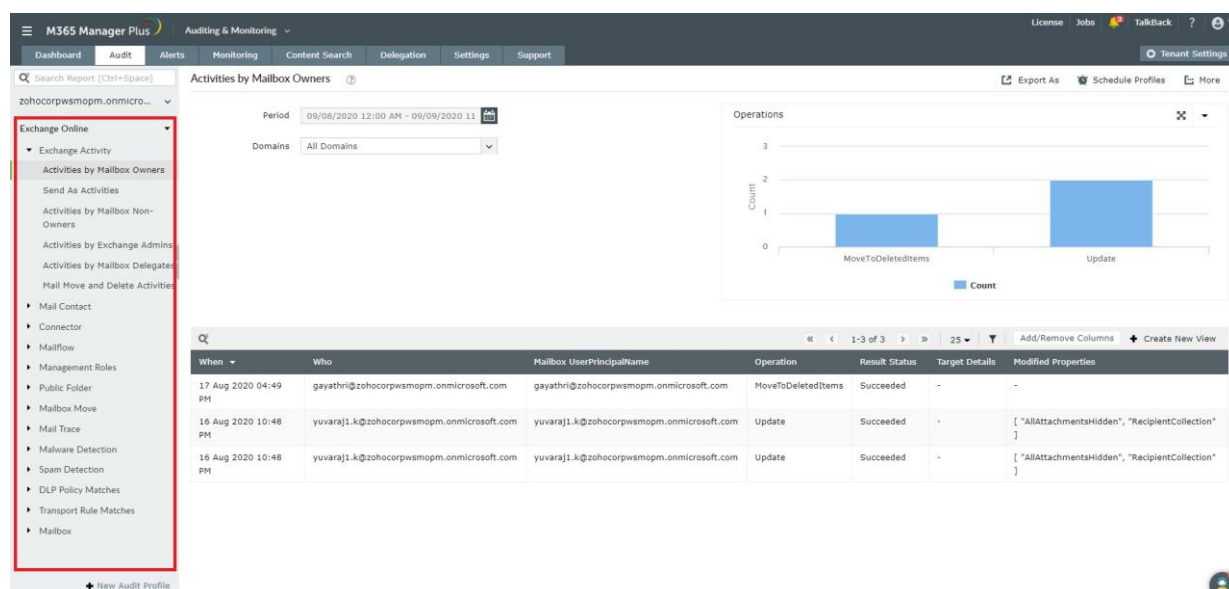 M365 Manager Plus
Auditing & Monitoring
License Jobs 3 TalkBack ?
Dashboard Audit Alerts Monitoring Content Search Delegation Settings Support
Tenant Settings
Search Report (Ctrl+Space)
zohocorpwsmopm.onmicro...
Exchange Online
Exchange Activity
Activities by Mailbox Owners
Send As Activities
Activities by Mailbox Non-
Owners
Activities by Exchange Admins
Activities by Mailbox Delegates
Mail Move and Delete Activities
Mail Contact
Connector
Mailflow
Management Roles
Public Folder
Mailbox Move
Mail Trace
Malware Detection
Spam Detection
DLP Policy Matches
Transport Rule Matches
Mailbox
New Audit Profile
Activities by Mailbox Owners ?
Export As Schedule Profiles More
Period 09/08/2020 12:00 AM - 09/09/2020 11
Domains All Domains
Operations
3
2
1
0
Count
MoveToDeletedItems Update
Count
1-3 of 3 25 Add/Remove Columns Create New View
When Who Mailbox UserPrincipalName Operation Result Status Target Details Modified Properties
17 Aug 2020 04:49 gayathri@zohocorpwsmopm.onmicrosoft.com gayathri@zohocorpwsmopm.onmicrosoft.com MoveToDeletedItems Succeeded - -
PM
16 Aug 2020 10:48 yuvaraj1.k@zohocorpwsmopm.onmicrosoft.com yuvaraj1.k@zohocorpwsmopm.onmicrosoft.com Update Succeeded - [ "AllAttachmentsHidden", "RecipientCollection"
PM ]
16 Aug 2020 10:48 yuvaraj1.k@zohocorpwsmopm.onmicrosoft.com yuvaraj1.k@zohocorpwsmopm.onmicrosoft.com Update Succeeded - [ "AllAttachmentsHidden", "RecipientCollection"
PM ]